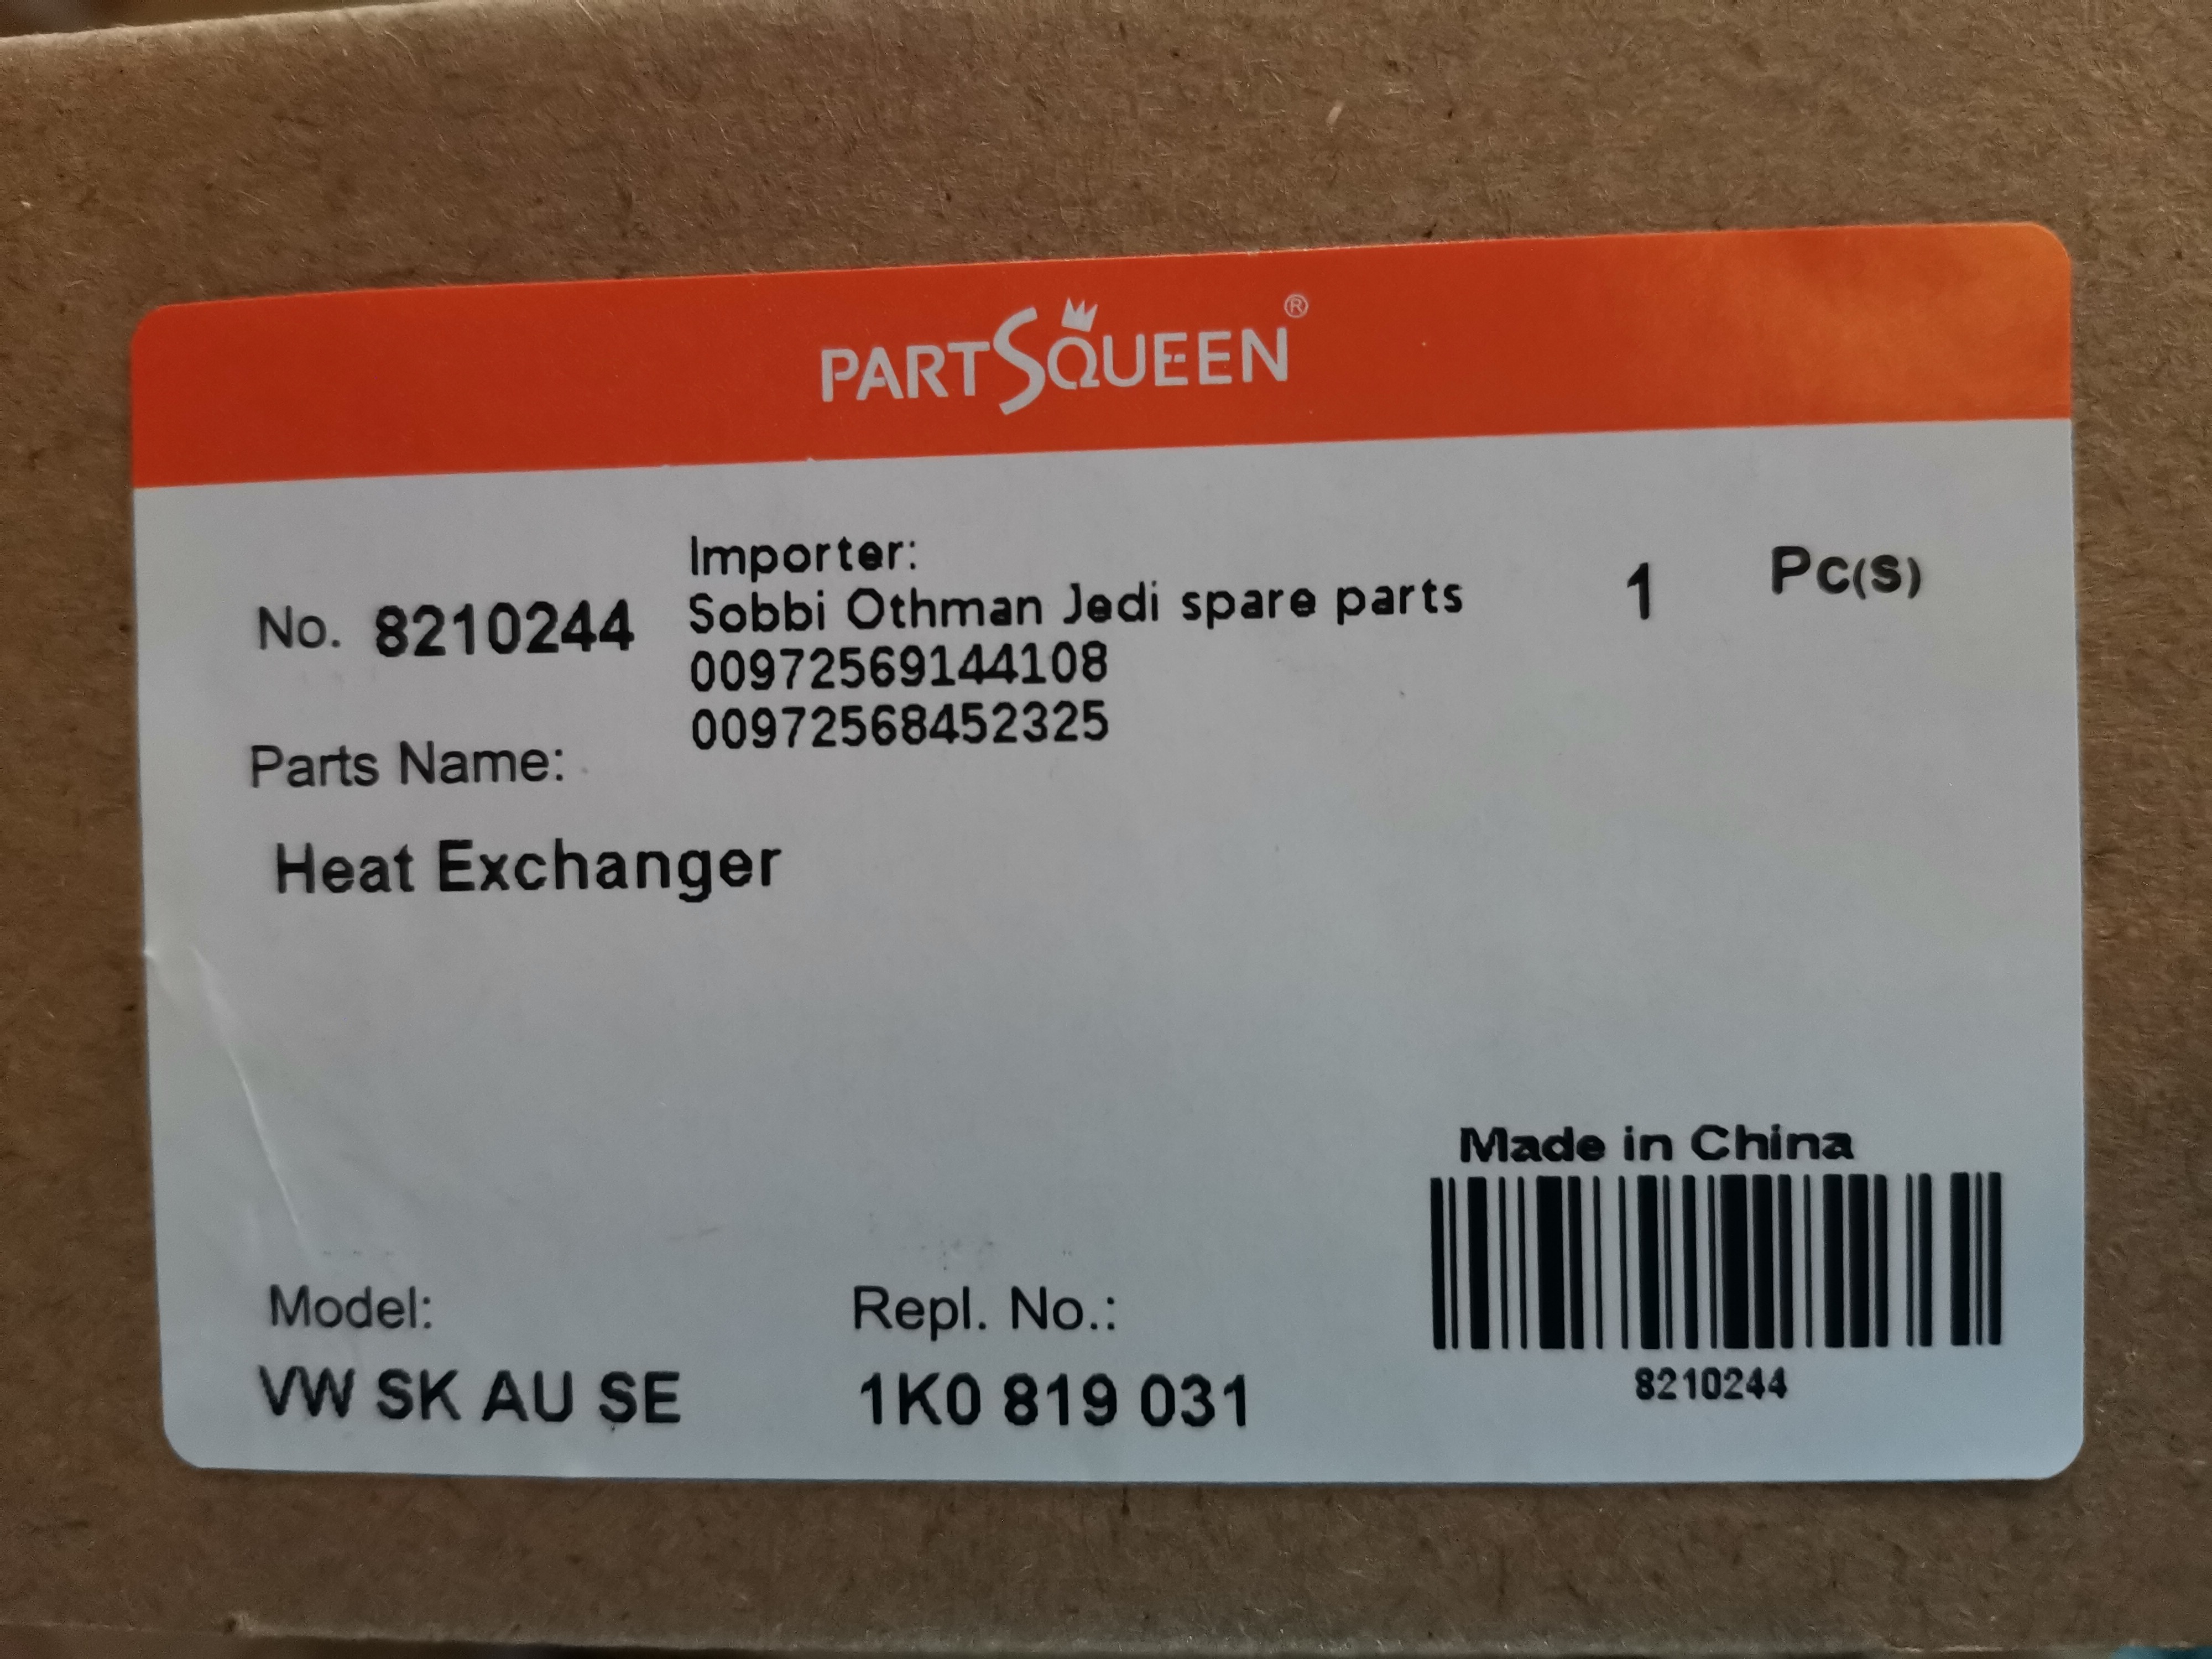 PARTSQUEEN®
Importer:
No. 8210244 Sobbi Othman Jedi spare parts 1 Pc(s)
00972569144108
00972568452325
Parts Name:
Heat Exchanger
Made in China
Model: Repl. No.:
VW SK AU SE 1K0 819 031
8210244